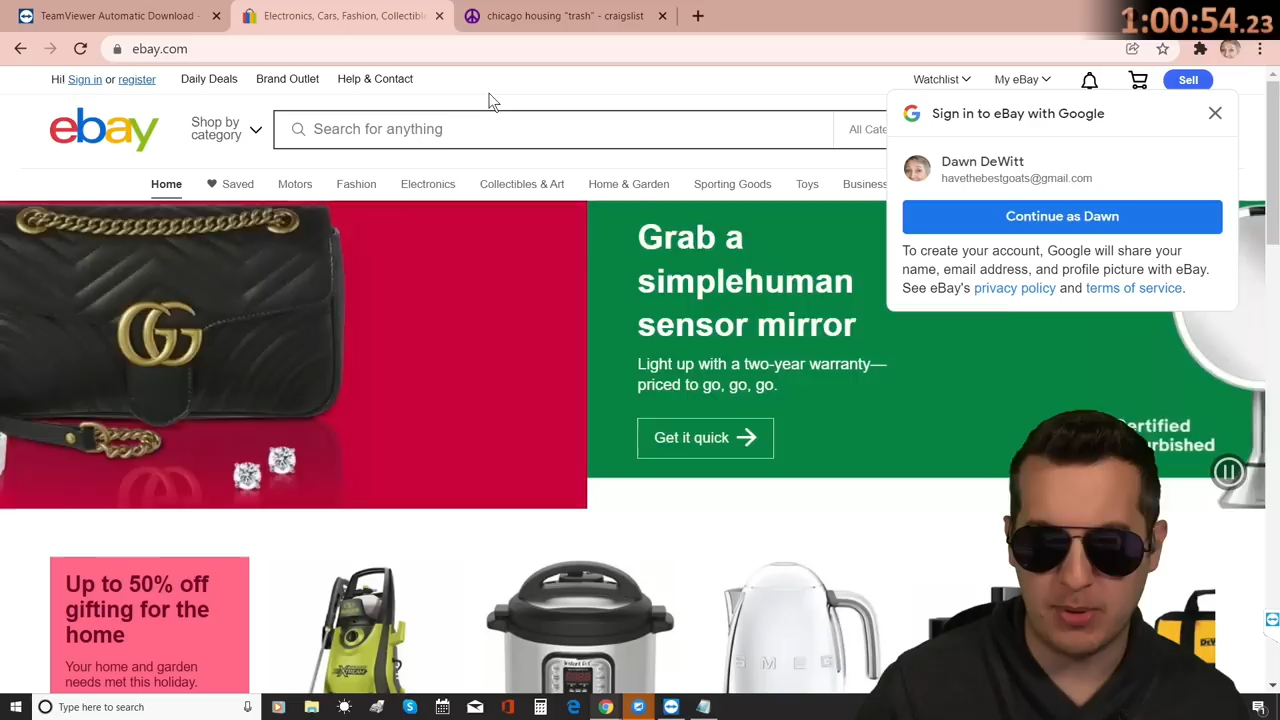 TeamViewer Automatic Download -
Electronics, Cars, Fashion, Collectibl
chicago housing "trash" - craigslist
1:00:54.23
ebay.com
Hi! Sign in or register
Daily Deals
Brand Outlet
Help & Contact
Watchlist
My eBay
Sell
ebay
Shop by
category
Search for anything
All Cate
Sign in to eBay with Google
Dawn DeWitt
havethebestgoats@gmail.com
Continue as Dawn
To create your account, Google will share your
name, email address, and profile picture with eBay.
See eBay's privacy policy and terms of service.
Home
Saved
Motors
Fashion
Electronics
Collectibles & Art
Home & Garden
Sporting Goods
Toys
Business
Grab a
simplehuman
sensor mirror
Light up with a two-year warranty—
priced to go, go, go.
Get it quick
ertified
urbished
Up to 50% off
gifting for the
home
Your home and garden
needs met this holiday.
Instant Pot
SMEG
Type here to search